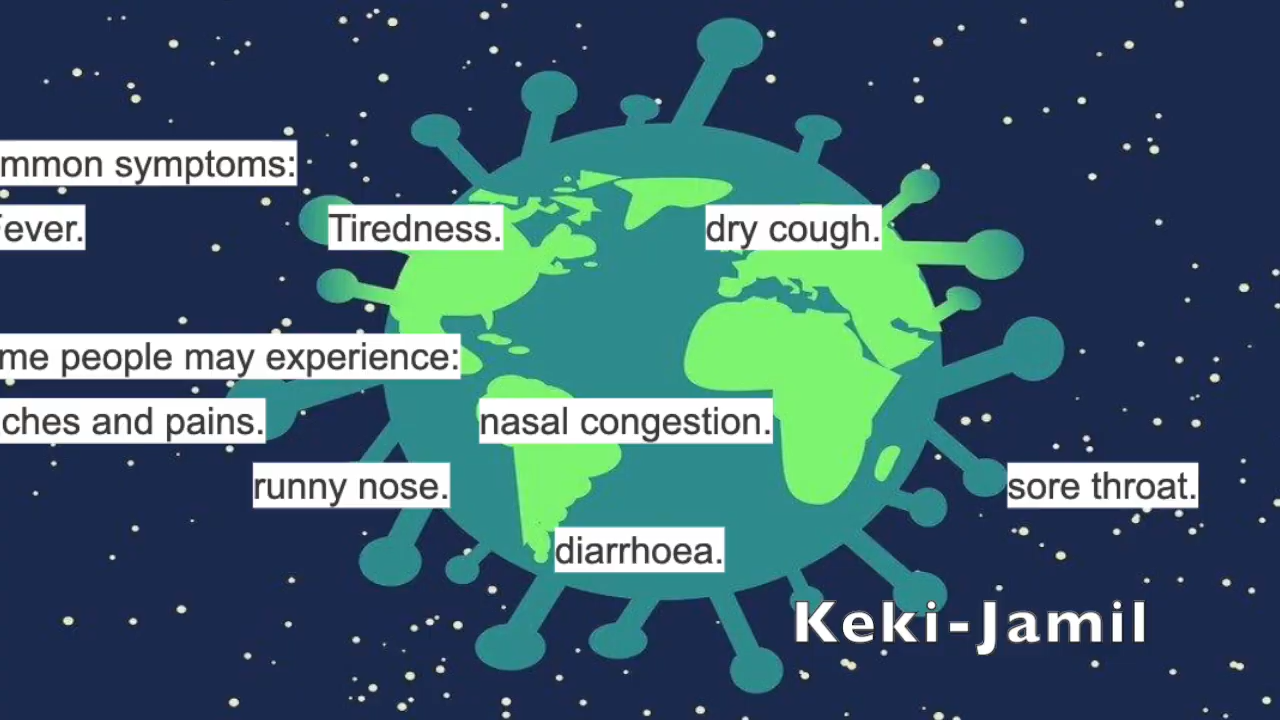 mmon symptoms:
ever. Tiredness. dry cough.
me people may experience:
ches and pains. nasal congestion.
runny nose. sore throat.
diarrhoea.
Keki-Jamil